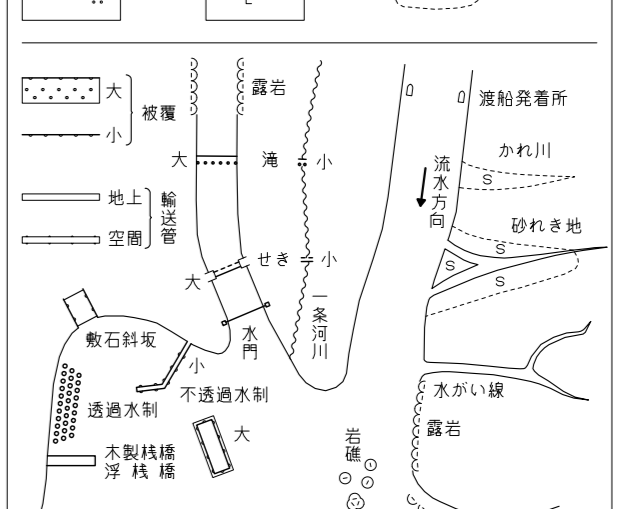 大
小
被覆
地上
空間
輸送管
露岩
大
滝
小
大
せき
小
水門
一条河川
渡船発着所
かれ川
S
流水方向
砂れき地
S
S
S
敷石斜坂
小
不透過水制
透過水制
大
木製桟橋
浮桟橋
水がい線
露岩
岩礁